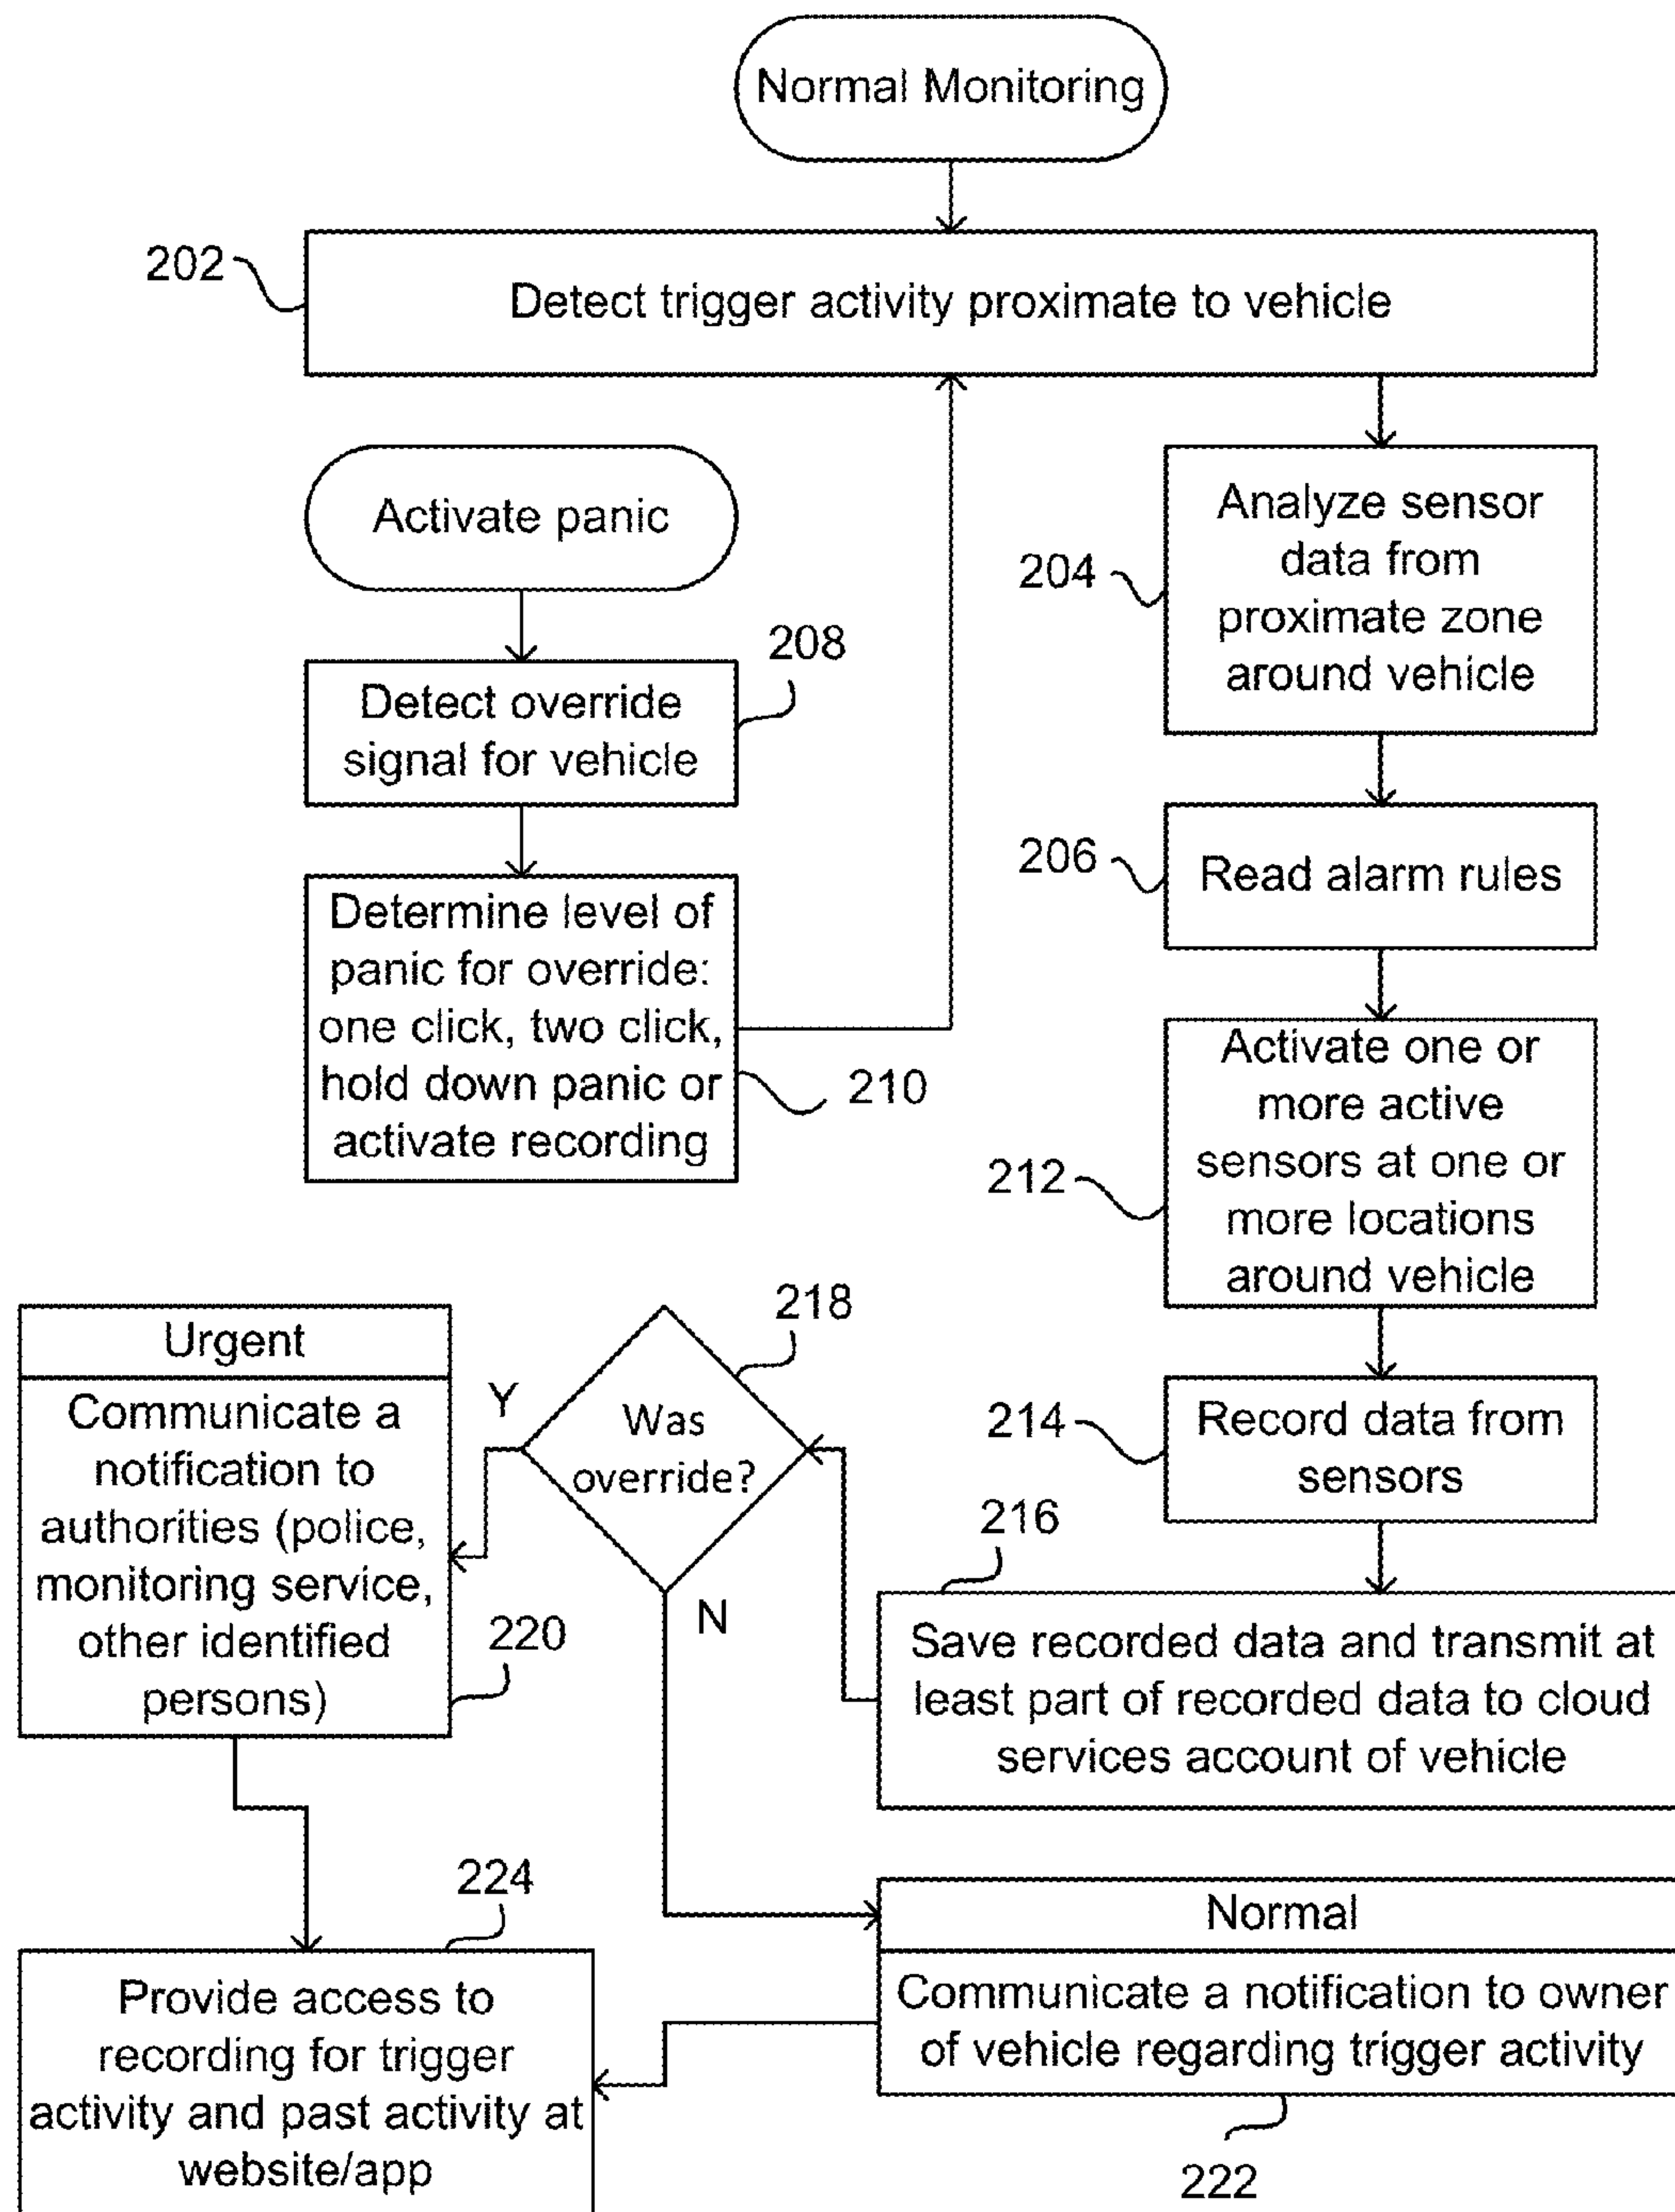 Normal Monitoring
202
Detect trigger activity proximate to vehicle
Activate panic
204
Analyze sensor
data from
proximate zone
around vehicle
208
Detect override
signal for vehicle
206
Read alarm rules
Determine level of
panic for override:
one click, two click,
hold down panic or
activate recording
210
212
Activate one or
more active
sensors at one or
more locations
around vehicle
214
Record data from
sensors
216
Save recorded data and transmit at
least part of recorded data to cloud
services account of vehicle
218
Was
override?
Y
N
Urgent
Communicate a
notification to
authorities (police,
monitoring service,
other identified
persons)
220
Normal
Communicate a notification to owner
of vehicle regarding trigger activity
222
224
Provide access to
recording for trigger
activity and past activity at
website/app